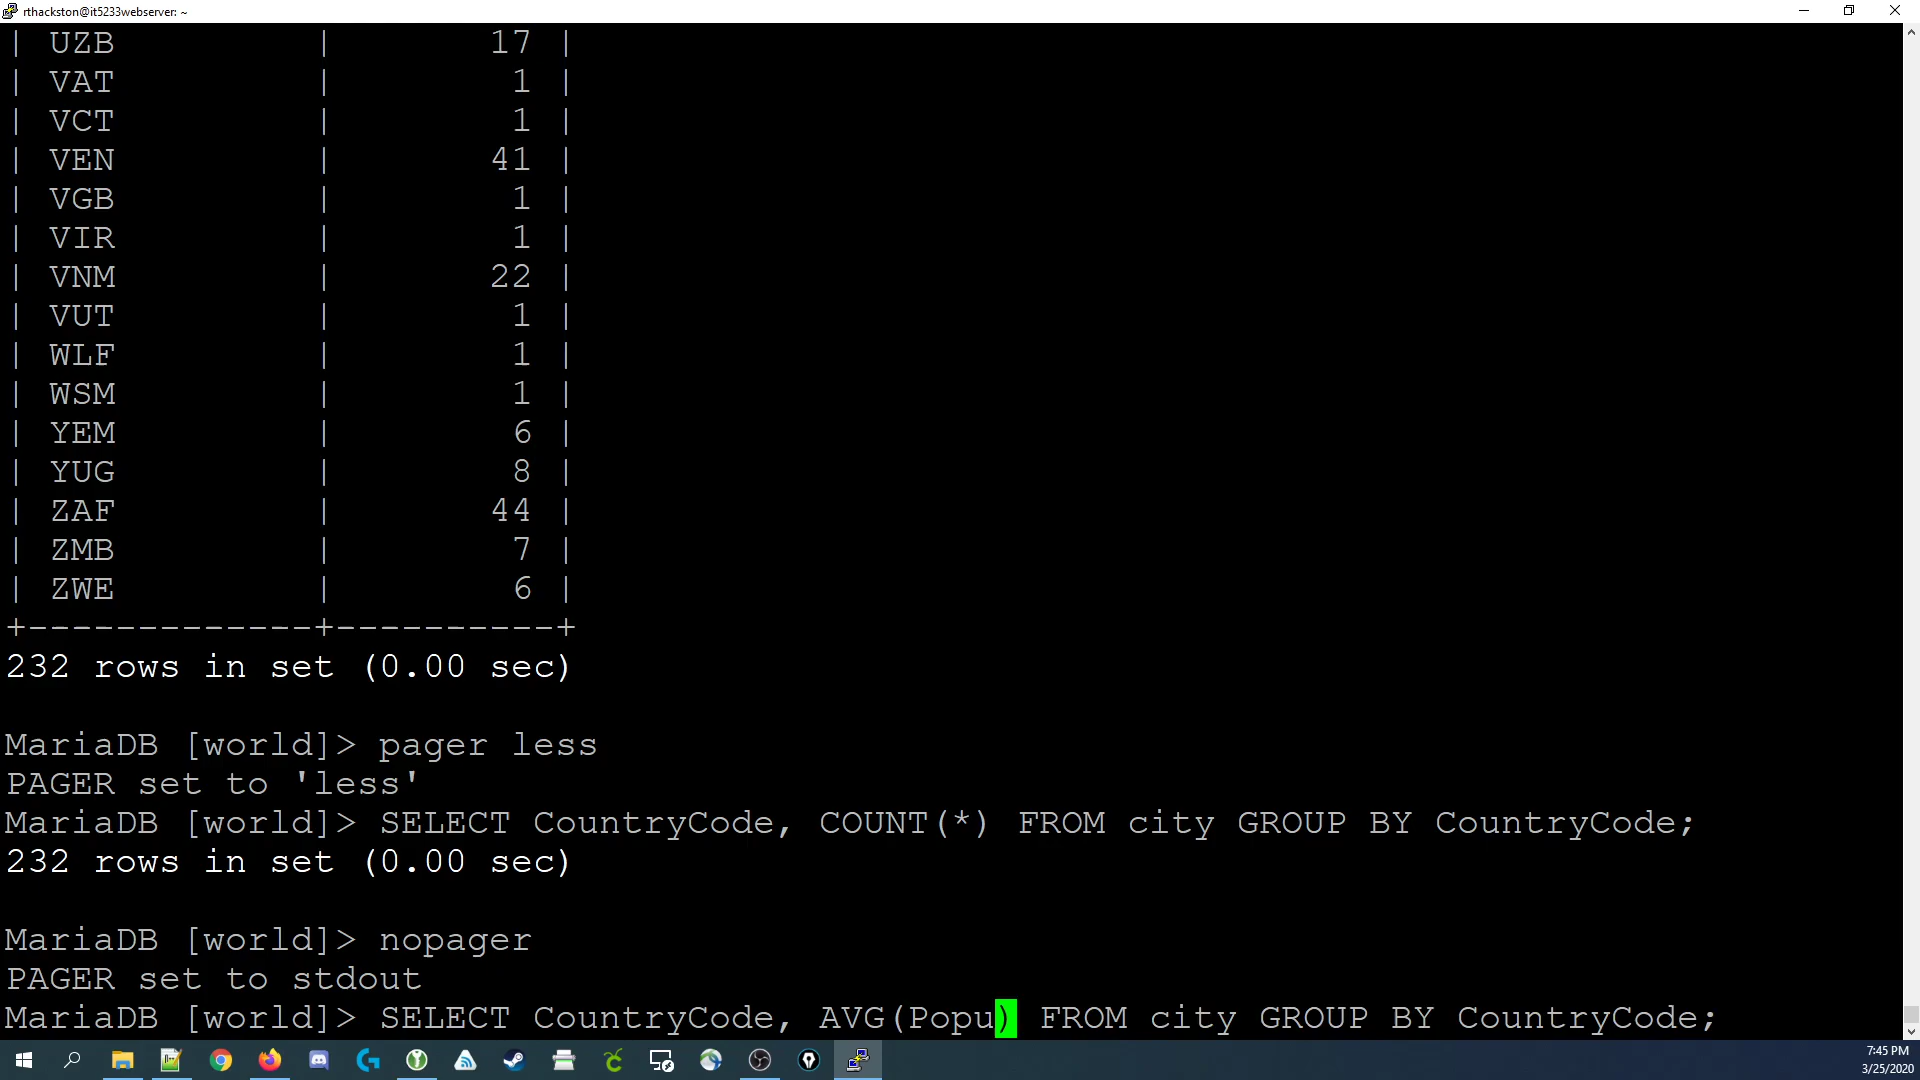 rthackston@it5233webserver: ~
| UZB | 17 |
| VAT | 1 |
| VCT | 1 |
| VEN | 41 |
| VGB | 1 |
| VIR | 1 |
| VNM | 22 |
| VUT | 1 |
| WLF | 1 |
| WSM | 1 |
| YEM | 6 |
| YUG | 8 |
| ZAF | 44 |
| ZMB | 7 |
| ZWE | 6 |
+-------------+----------+
232 rows in set (0.00 sec)
MariaDB [world]> pager less
PAGER set to 'less'
MariaDB [world]> SELECT CountryCode, COUNT(*) FROM city GROUP BY CountryCode;
232 rows in set (0.00 sec)
MariaDB [world]> nopager
PAGER set to stdout
MariaDB [world]> SELECT CountryCode, AVG(Popu) FROM city GROUP BY CountryCode;
7:45 PM
3/25/2020